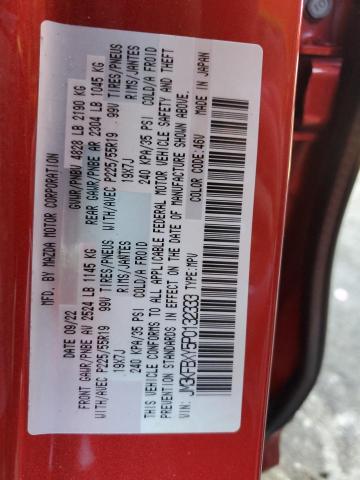 MFD. BY MAZDA MOTOR CORPORATION
DATE 09/22 GVWR/PNBV 4828 LB 2190 KG
FRONT GAWR/PNBE AV 2524 LB 1145 KG REAR GAWR/PNBE AR 2304 LB 1045 KG
WITH/AVEC P225/55R19 99V TIRES/PNEUS WITH/AVEC P225/55R19 99V TIRES/PNEUS
19X7J RIMS/JANTES 19X7J RIMS/JANTES
240 KPA/35 PSI COLD/A FROID 240 KPA/35 PSI COLD/A FROID
THIS VEHICLE CONFORMS TO ALL APPLICABLE FEDERAL MOTOR VEHICLE SAFETY AND THEFT
PREVENTION STANDARDS IN EFFECT ON THE DATE OF MANUFACTURE SHOWN ABOVE.
VIN: JM3KFBXY5P0132333 TYPE:MPV COLOR CODE:46V MADE IN JAPAN